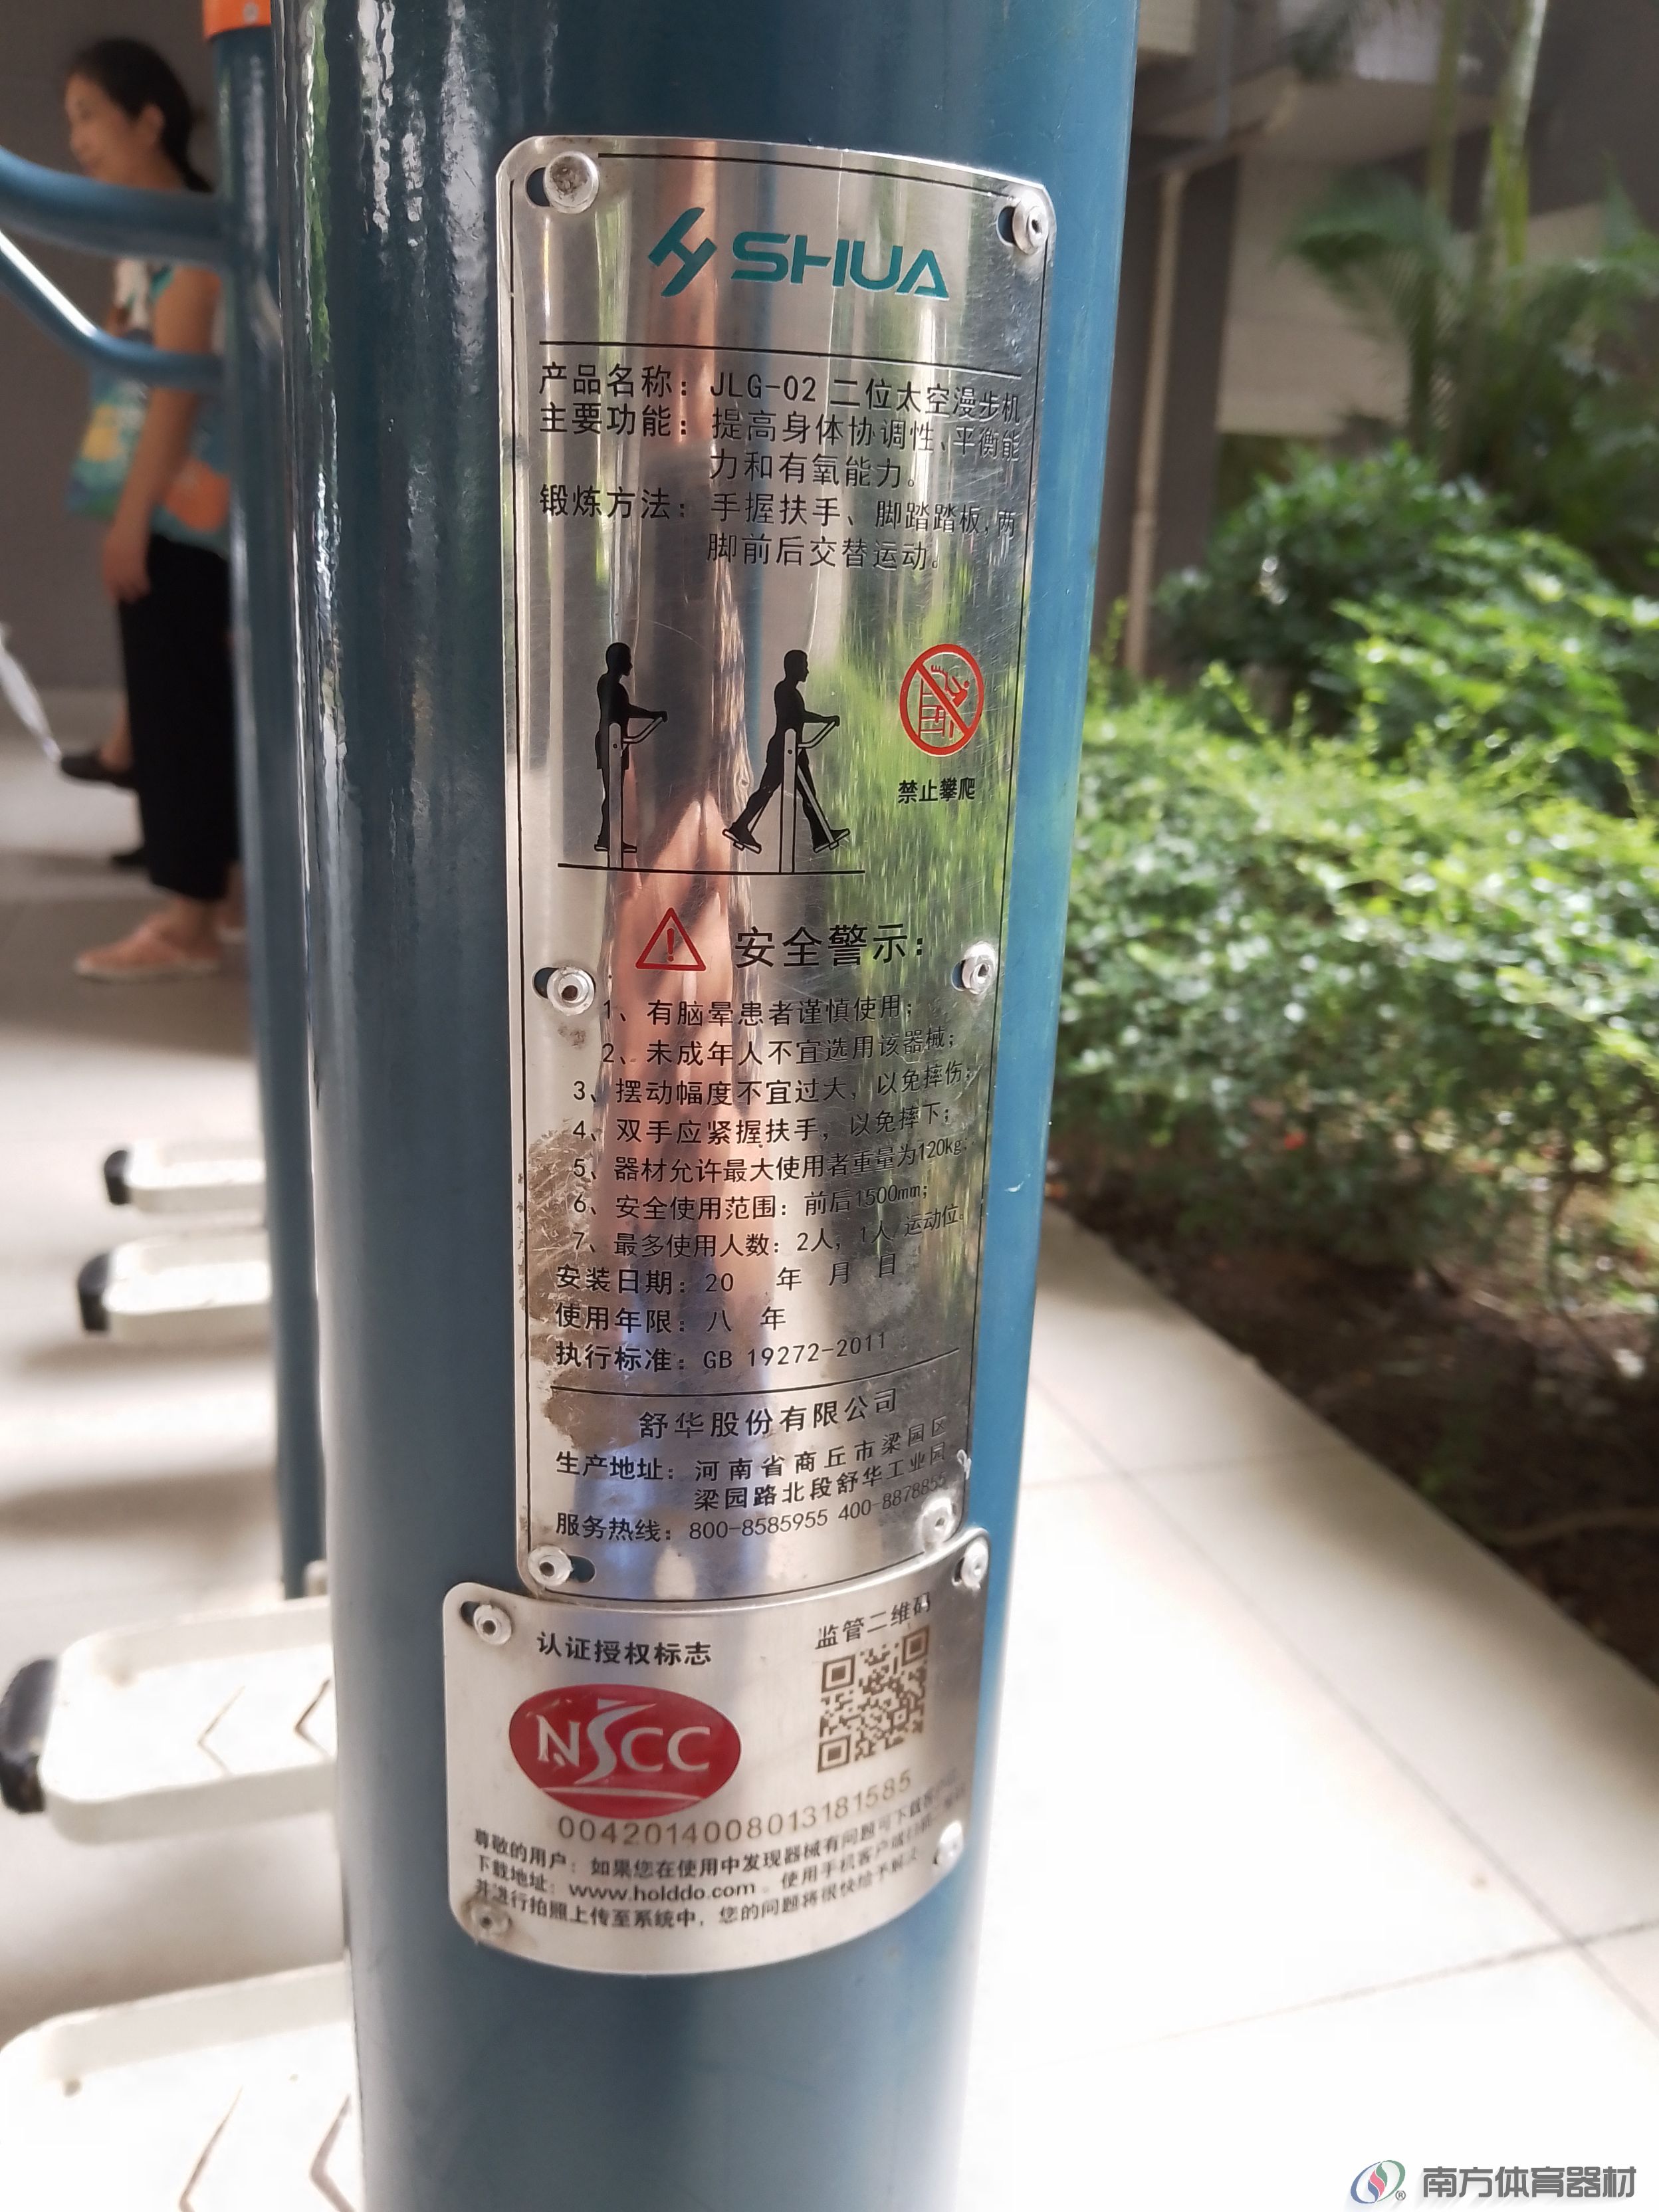 SHUA
产品名称：JLG-02 二位太空漫步机
主要功能：提高身体协调性、平衡能
力和有氧能力。
锻炼方法：手握扶手、脚踏踏板,两
脚前后交替运动。
禁止攀爬
安全警示：
1、有脑晕患者谨慎使用；
2、未成年人不宜选用该器械；
3、摆动幅度不宜过大，以免摔伤；
4、双手应紧握扶手，以免摔下；
5、器材允许最大使用者重量为120kg；
6、安全使用范围：前后1500mm；
7、最多使用人数：2人，1人/运动位。
安装日期：20 年 月 日
使用年限：八 年
执行标准：GB 19272-2011
舒华股份有限公司
生产地址：河南省商丘市梁园区
梁园路北段舒华工业园
服务热线：800-8585955 400-8878855
认证授权标志
监管二维码
NSCC
0042014008013181585
尊敬的用户：如果您在使用中发现器械有问题可下载客户端
下载地址：www.holddo.com。使用手机客户端扫描二维码
并进行拍照上传至系统中，您的问题将很快给予解决
南方体育器材